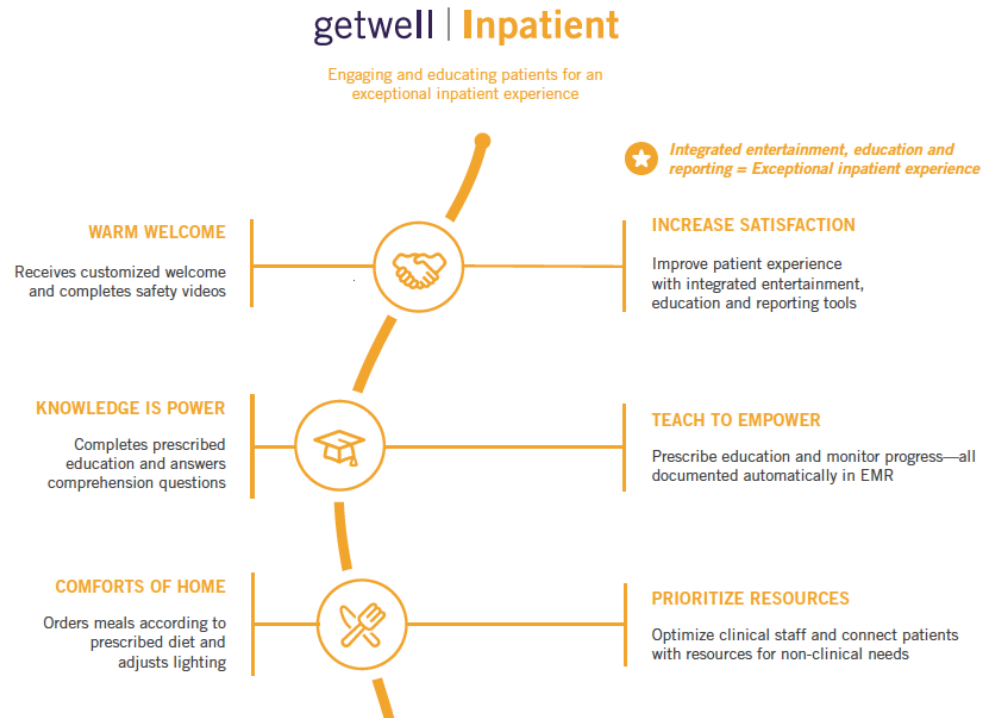 getwell | Inpatient
Engaging and educating patients for an
exceptional inpatient experience
Integrated entertainment, education and
reporting = Exceptional inpatient experience
WARM WELCOME
Receives customized welcome
and completes safety videos
INCREASE SATISFACTION
Improve patient experience
with integrated entertainment,
education and reporting tools
KNOWLEDGE IS POWER
Completes prescribed
education and answers
comprehension questions
TEACH TO EMPOWER
Prescribe education and monitor progress—all
documented automatically in EMR
COMFORTS OF HOME
Orders meals according to
prescribed diet and
adjusts lighting
PRIORITIZE RESOURCES
Optimize clinical staff and connect patients
with resources for non-clinical needs